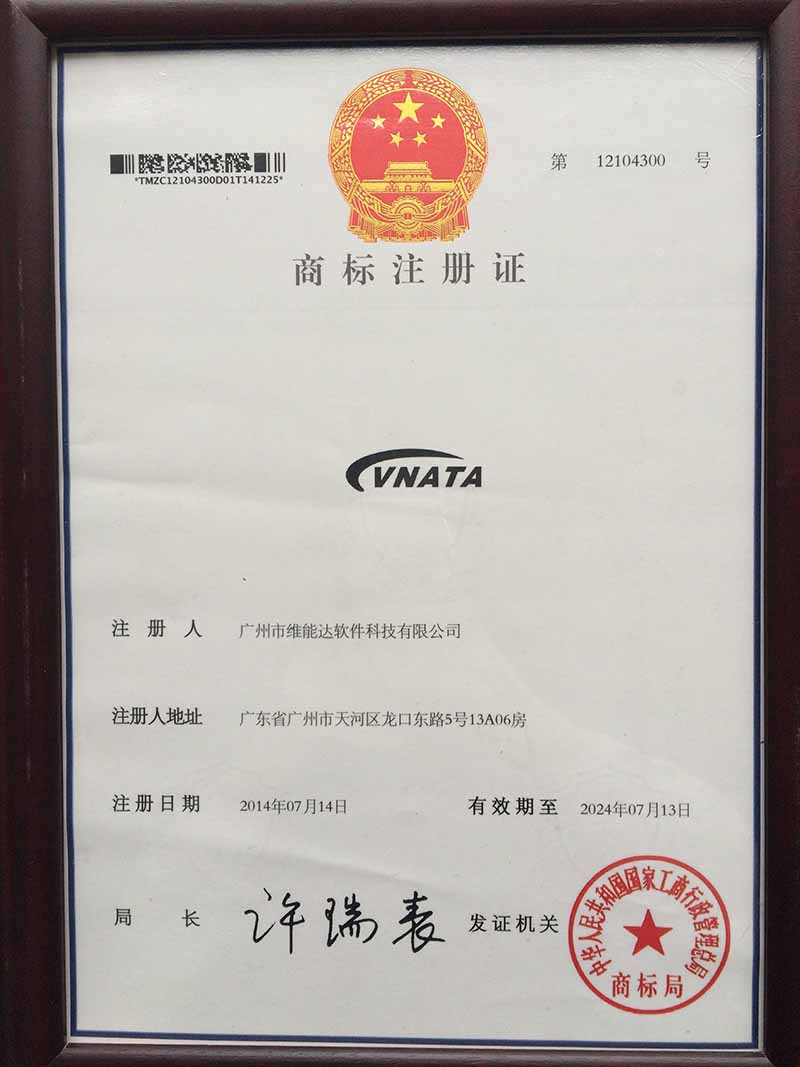 *TMZC12104300D01T141225*
第 12104300 号
商标注册证
VNATA
注册人 广州市维能达软件科技有限公司
注册人地址 广东省广州市天河区龙口东路5号13A06房
注册日期 2014年07月14日 有效期至 2024年07月13日
局长 许瑞表 发证机关
中华人民共和国国家工商行政管理总局
商标局